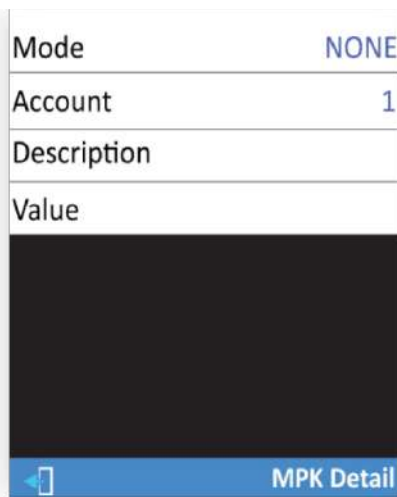 Mode NONE
Account 1
Description
Value
MPK Detail